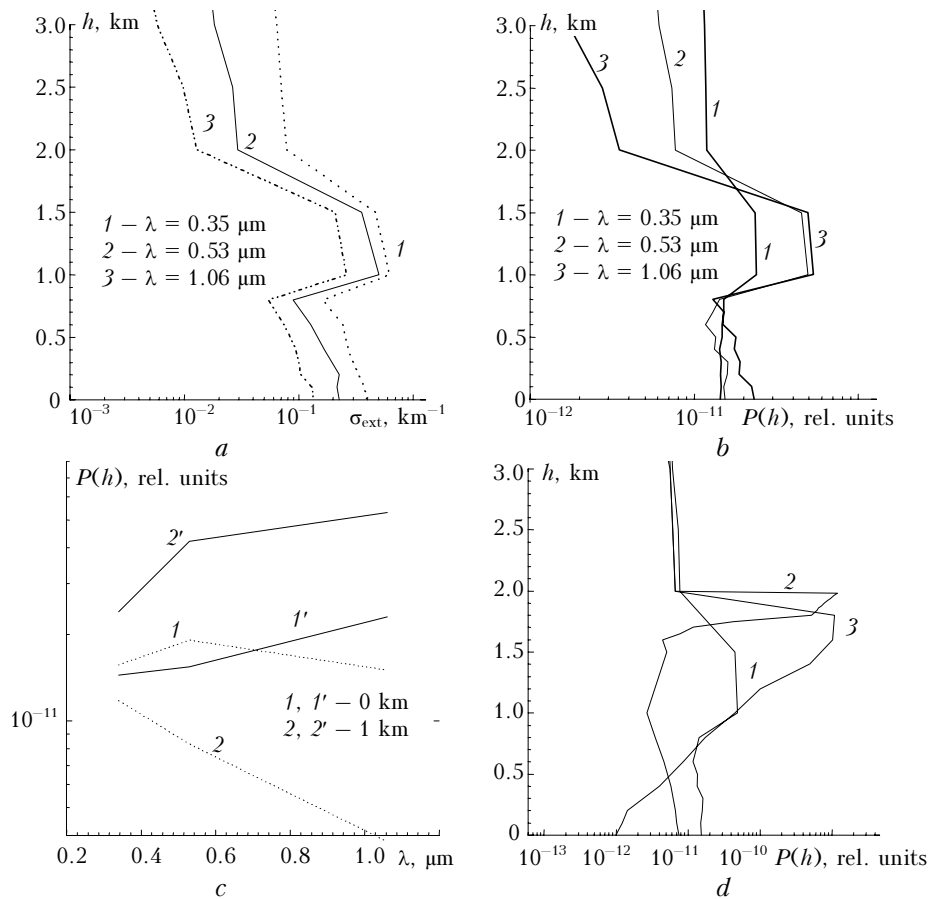 h, km
3.0
2.5
2.0
1.5
1.0
0.5
0
3
2
1
1 – λ = 0.35 μm
2 – λ = 0.53 μm
3 – λ = 1.06 μm
10⁻³ 10⁻² 10⁻¹ σext, km⁻¹
a
h, km
3.0
2.5
2.0
1.5
1.0
0.5
0
3
2
1
1
3
1 – λ = 0.35 μm
2 – λ = 0.53 μm
3 – λ = 1.06 μm
10⁻¹² 10⁻¹¹ P(h), rel. units
b
P(h), rel. units
2′
1
1′
1, 1′ – 0 km
2, 2′ – 1 km
10⁻¹¹
2
0.2 0.4 0.6 0.8 1.0 λ, μm
c
3.0 h, km
2.5
2.0
1.5
1.0
0.5
0
2
3
1
10⁻¹³ 10⁻¹² 10⁻¹¹ 10⁻¹⁰ P(h), rel. units
d